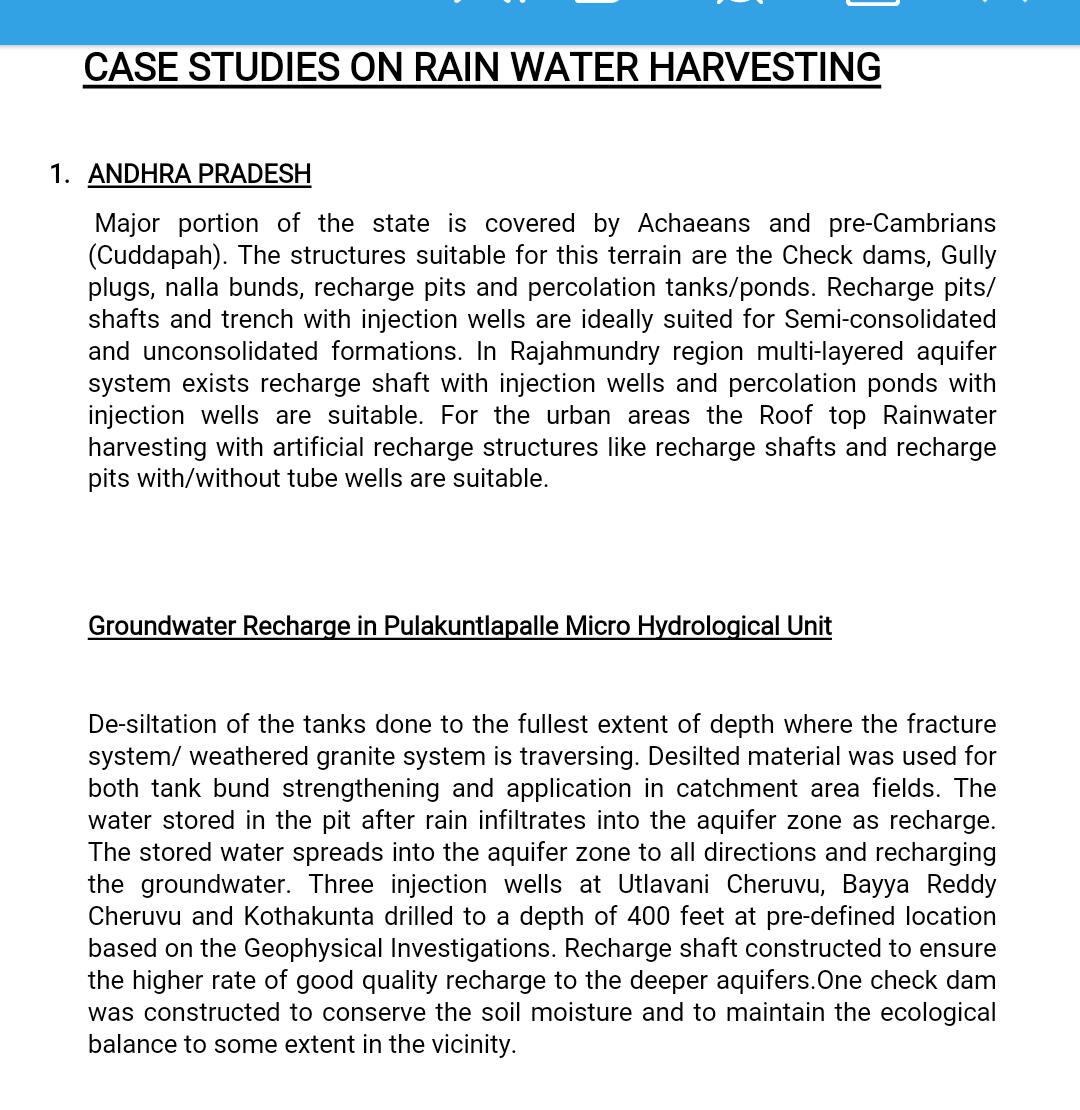 CASE STUDIES ON RAIN WATER HARVESTING
1. ANDHRA PRADESH
Major portion of the state is covered by Achaeans and pre-Cambrians
(Cuddapah). The structures suitable for this terrain are the Check dams, Gully
plugs, nalla bunds, recharge pits and percolation tanks/ponds. Recharge pits/
shafts and trench with injection wells are ideally suited for Semi-consolidated
and unconsolidated formations. In Rajahmundry region multi-layered aquifer
system exists recharge shaft with injection wells and percolation ponds with
injection wells are suitable. For the urban areas the Roof top Rainwater
harvesting with artificial recharge structures like recharge shafts and recharge
pits with/without tube wells are suitable.
Groundwater Recharge in Pulakuntlapalle Micro Hydrological Unit
De-siltation of the tanks done to the fullest extent of depth where the fracture
system/ weathered granite system is traversing. Desilted material was used for
both tank bund strengthening and application in catchment area fields. The
water stored in the pit after rain infiltrates into the aquifer zone as recharge.
The stored water spreads into the aquifer zone to all directions and recharging
the groundwater. Three injection wells at Utlavani Cheruvu, Bayya Reddy
Cheruvu and Kothakunta drilled to a depth of 400 feet at pre-defined location
based on the Geophysical Investigations. Recharge shaft constructed to ensure
the higher rate of good quality recharge to the deeper aquifers.One check dam
was constructed to conserve the soil moisture and to maintain the ecological
balance to some extent in the vicinity.